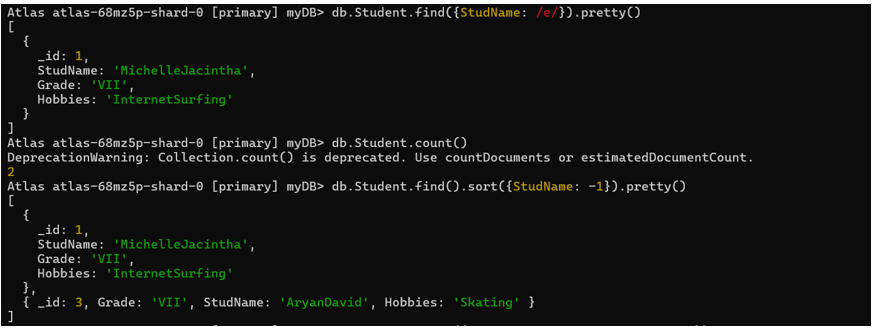 Atlas atlas-68mz5p-shard-0 [primary] myDB> db.Student.find({StudName: /e/}).pretty()
[
  {
    _id: 1,
    StudName: 'MichelleJacintha',
    Grade: 'VII',
    Hobbies: 'InternetSurfing'
  }
]
Atlas atlas-68mz5p-shard-0 [primary] myDB> db.Student.count()
DeprecationWarning: Collection.count() is deprecated. Use countDocuments or estimatedDocumentCount.
2
Atlas atlas-68mz5p-shard-0 [primary] myDB> db.Student.find().sort({StudName: -1}).pretty()
[
  {
    _id: 1,
    StudName: 'MichelleJacintha',
    Grade: 'VII',
    Hobbies: 'InternetSurfing'
  },
  { _id: 3, Grade: 'VII', StudName: 'AryanDavid', Hobbies: 'Skating' }
]